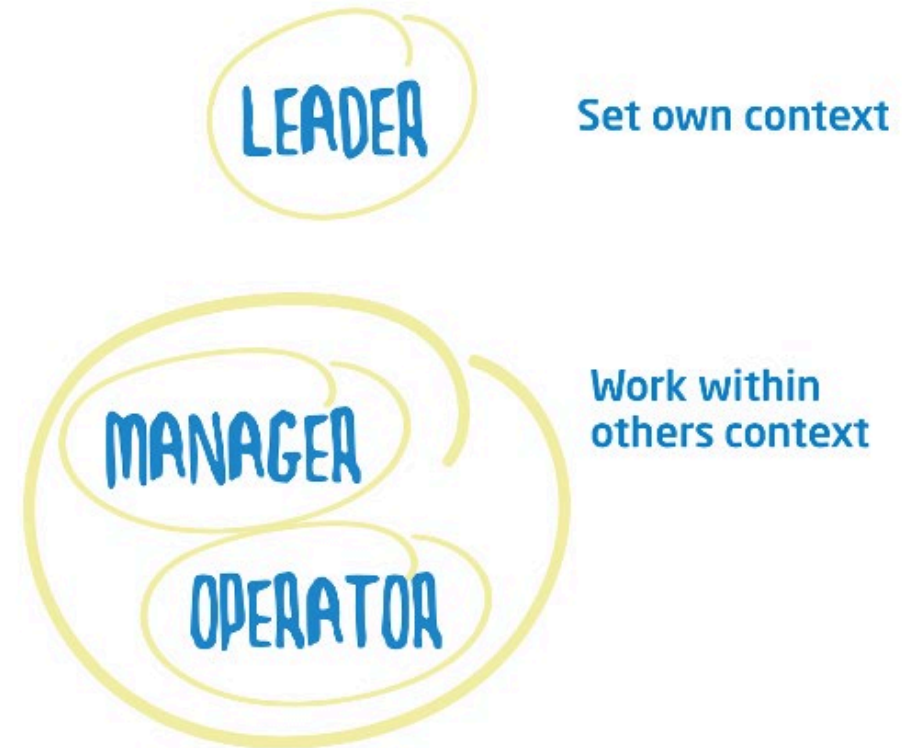 LEADER
Set own context
MANAGER
Work within
others context
OPERATOR